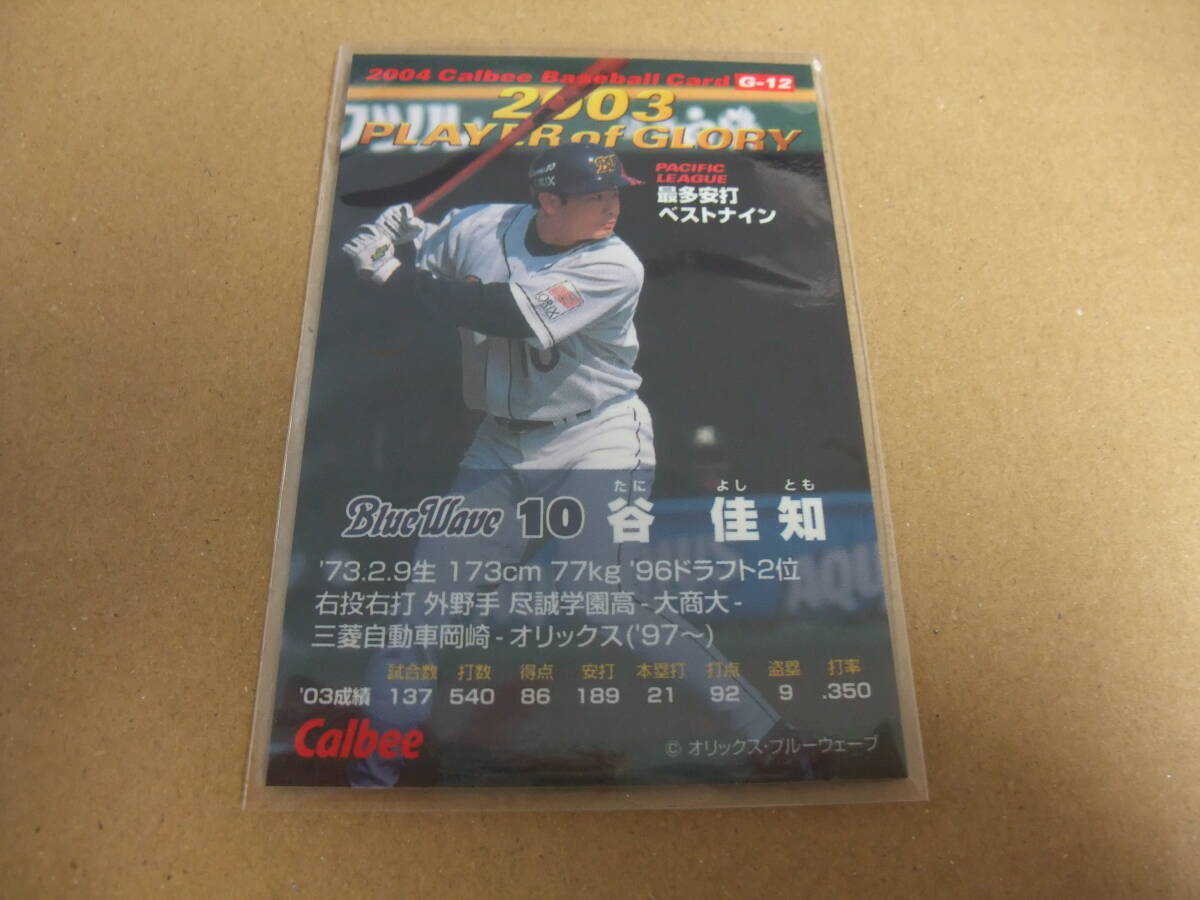 2004 Calbee Baseball Card G-12
2003
PLAYER of GLORY
PACIFIC
LEAGUE
最多安打
ベストナイン
ORIX
10
たに よし とも
BlueWave 10 谷 佳知
'73.2.9生 173cm 77kg '96ドラフト2位
右投右打 外野手 尽誠学園高-大商大-
三菱自動車岡崎-オリックス('97〜)
試合数 打数 得点 安打 本塁打 打点 盗塁 打率
'03成績 137 540 86 189 21 92 9 .350
Calbee
© オリックス・ブルーウェーブ